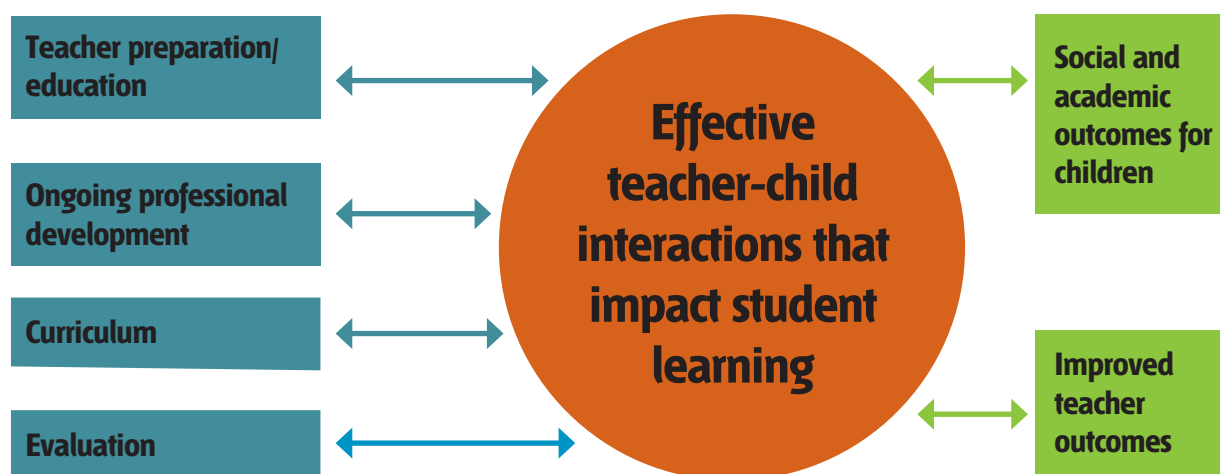 Teacher preparation/
education
Ongoing professional
development
Curriculum
Evaluation
Effective
teacher-child
interactions that
impact student
learning
Social and
academic
outcomes for
children
Improved
teacher
outcomes